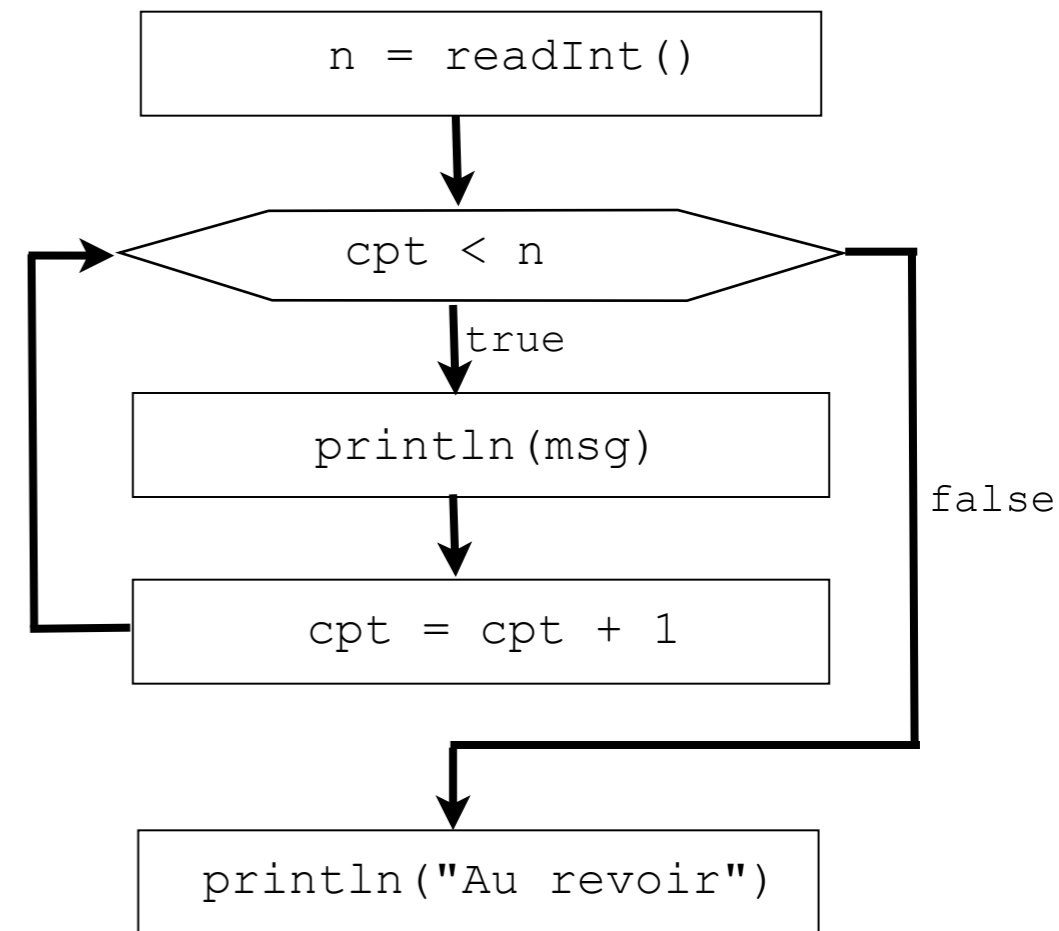 n = readInt()
cpt < n
true
println(msg)
false
cpt = cpt + 1
println("Au revoir")